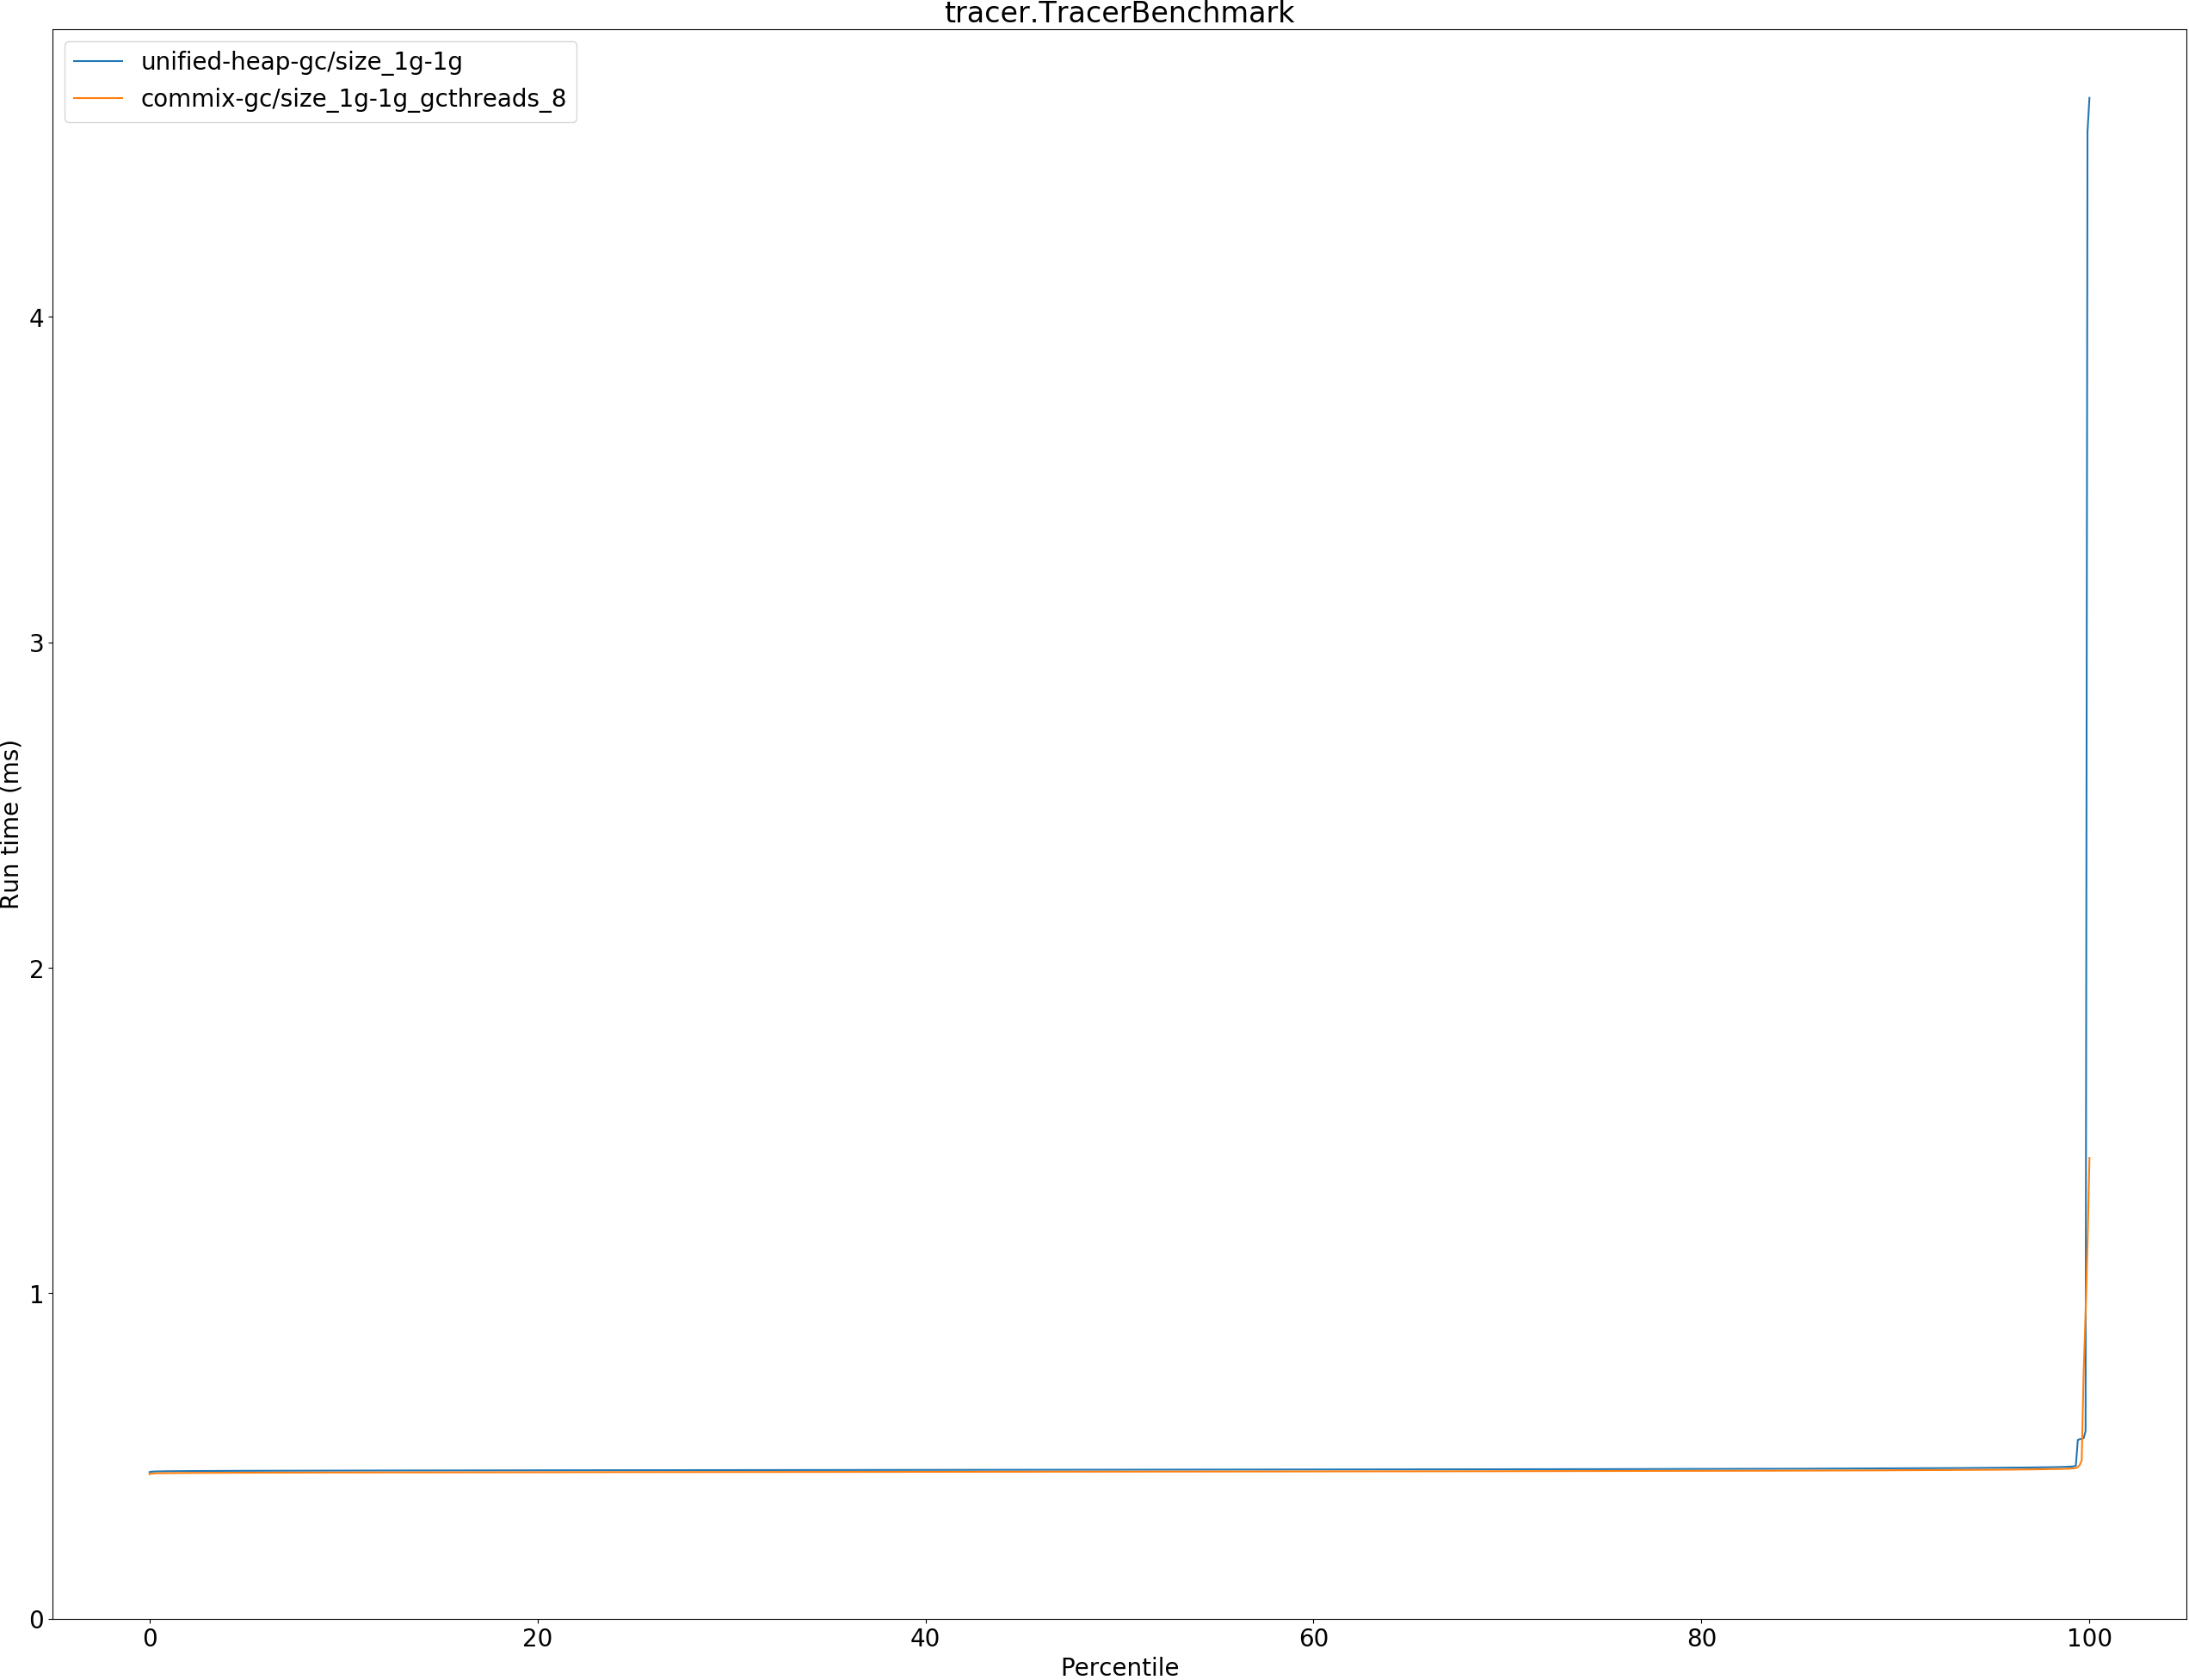 tracer.TracerBenchmark
unified-heap-gc/size_1g-1g
commix-gc/size_1g-1g_gcthreads_8
4
3
2
1
0
Run time (ms)
0 20 40 60 80 100
Percentile